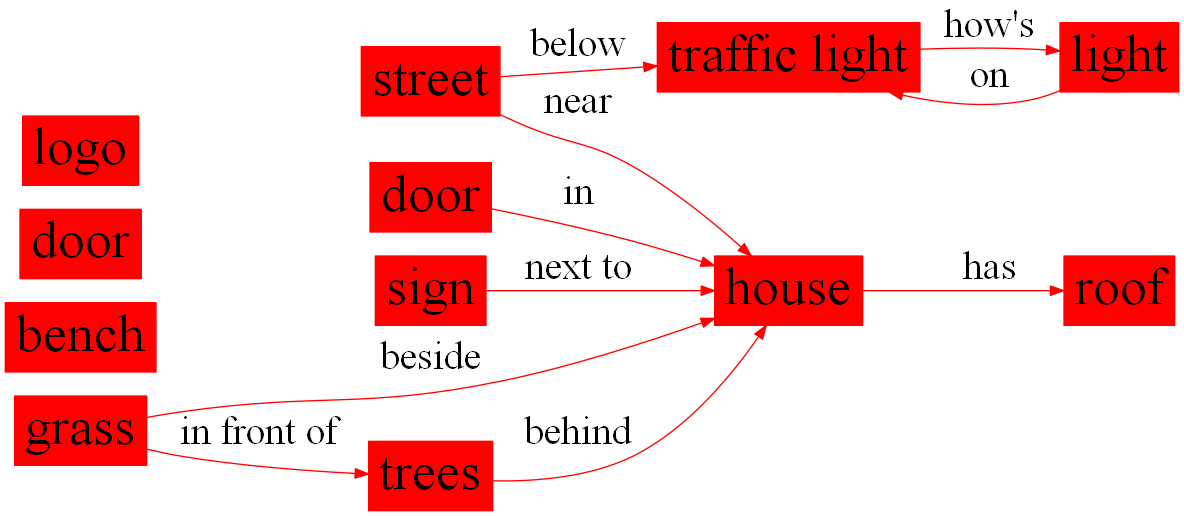 how's
below
traffic light
light
street
on
near
logo
door
in
door
next to
has
sign
house
roof
bench
beside
grass
in front of
behind
trees